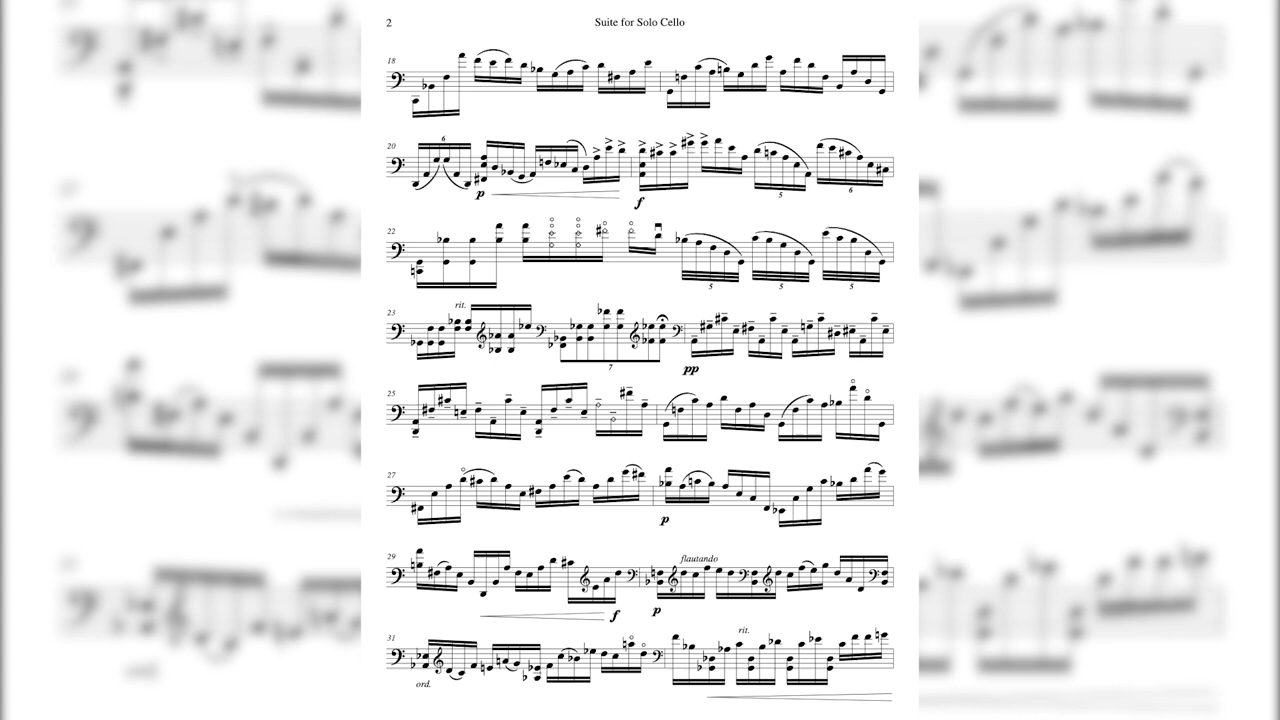 2
Suite for Solo Cello
18
20
6
p
f
5
6
22
5
5
5
23
rit.
7
pp
25
27
p
29
flautando
f
p
31
rit.
ord.